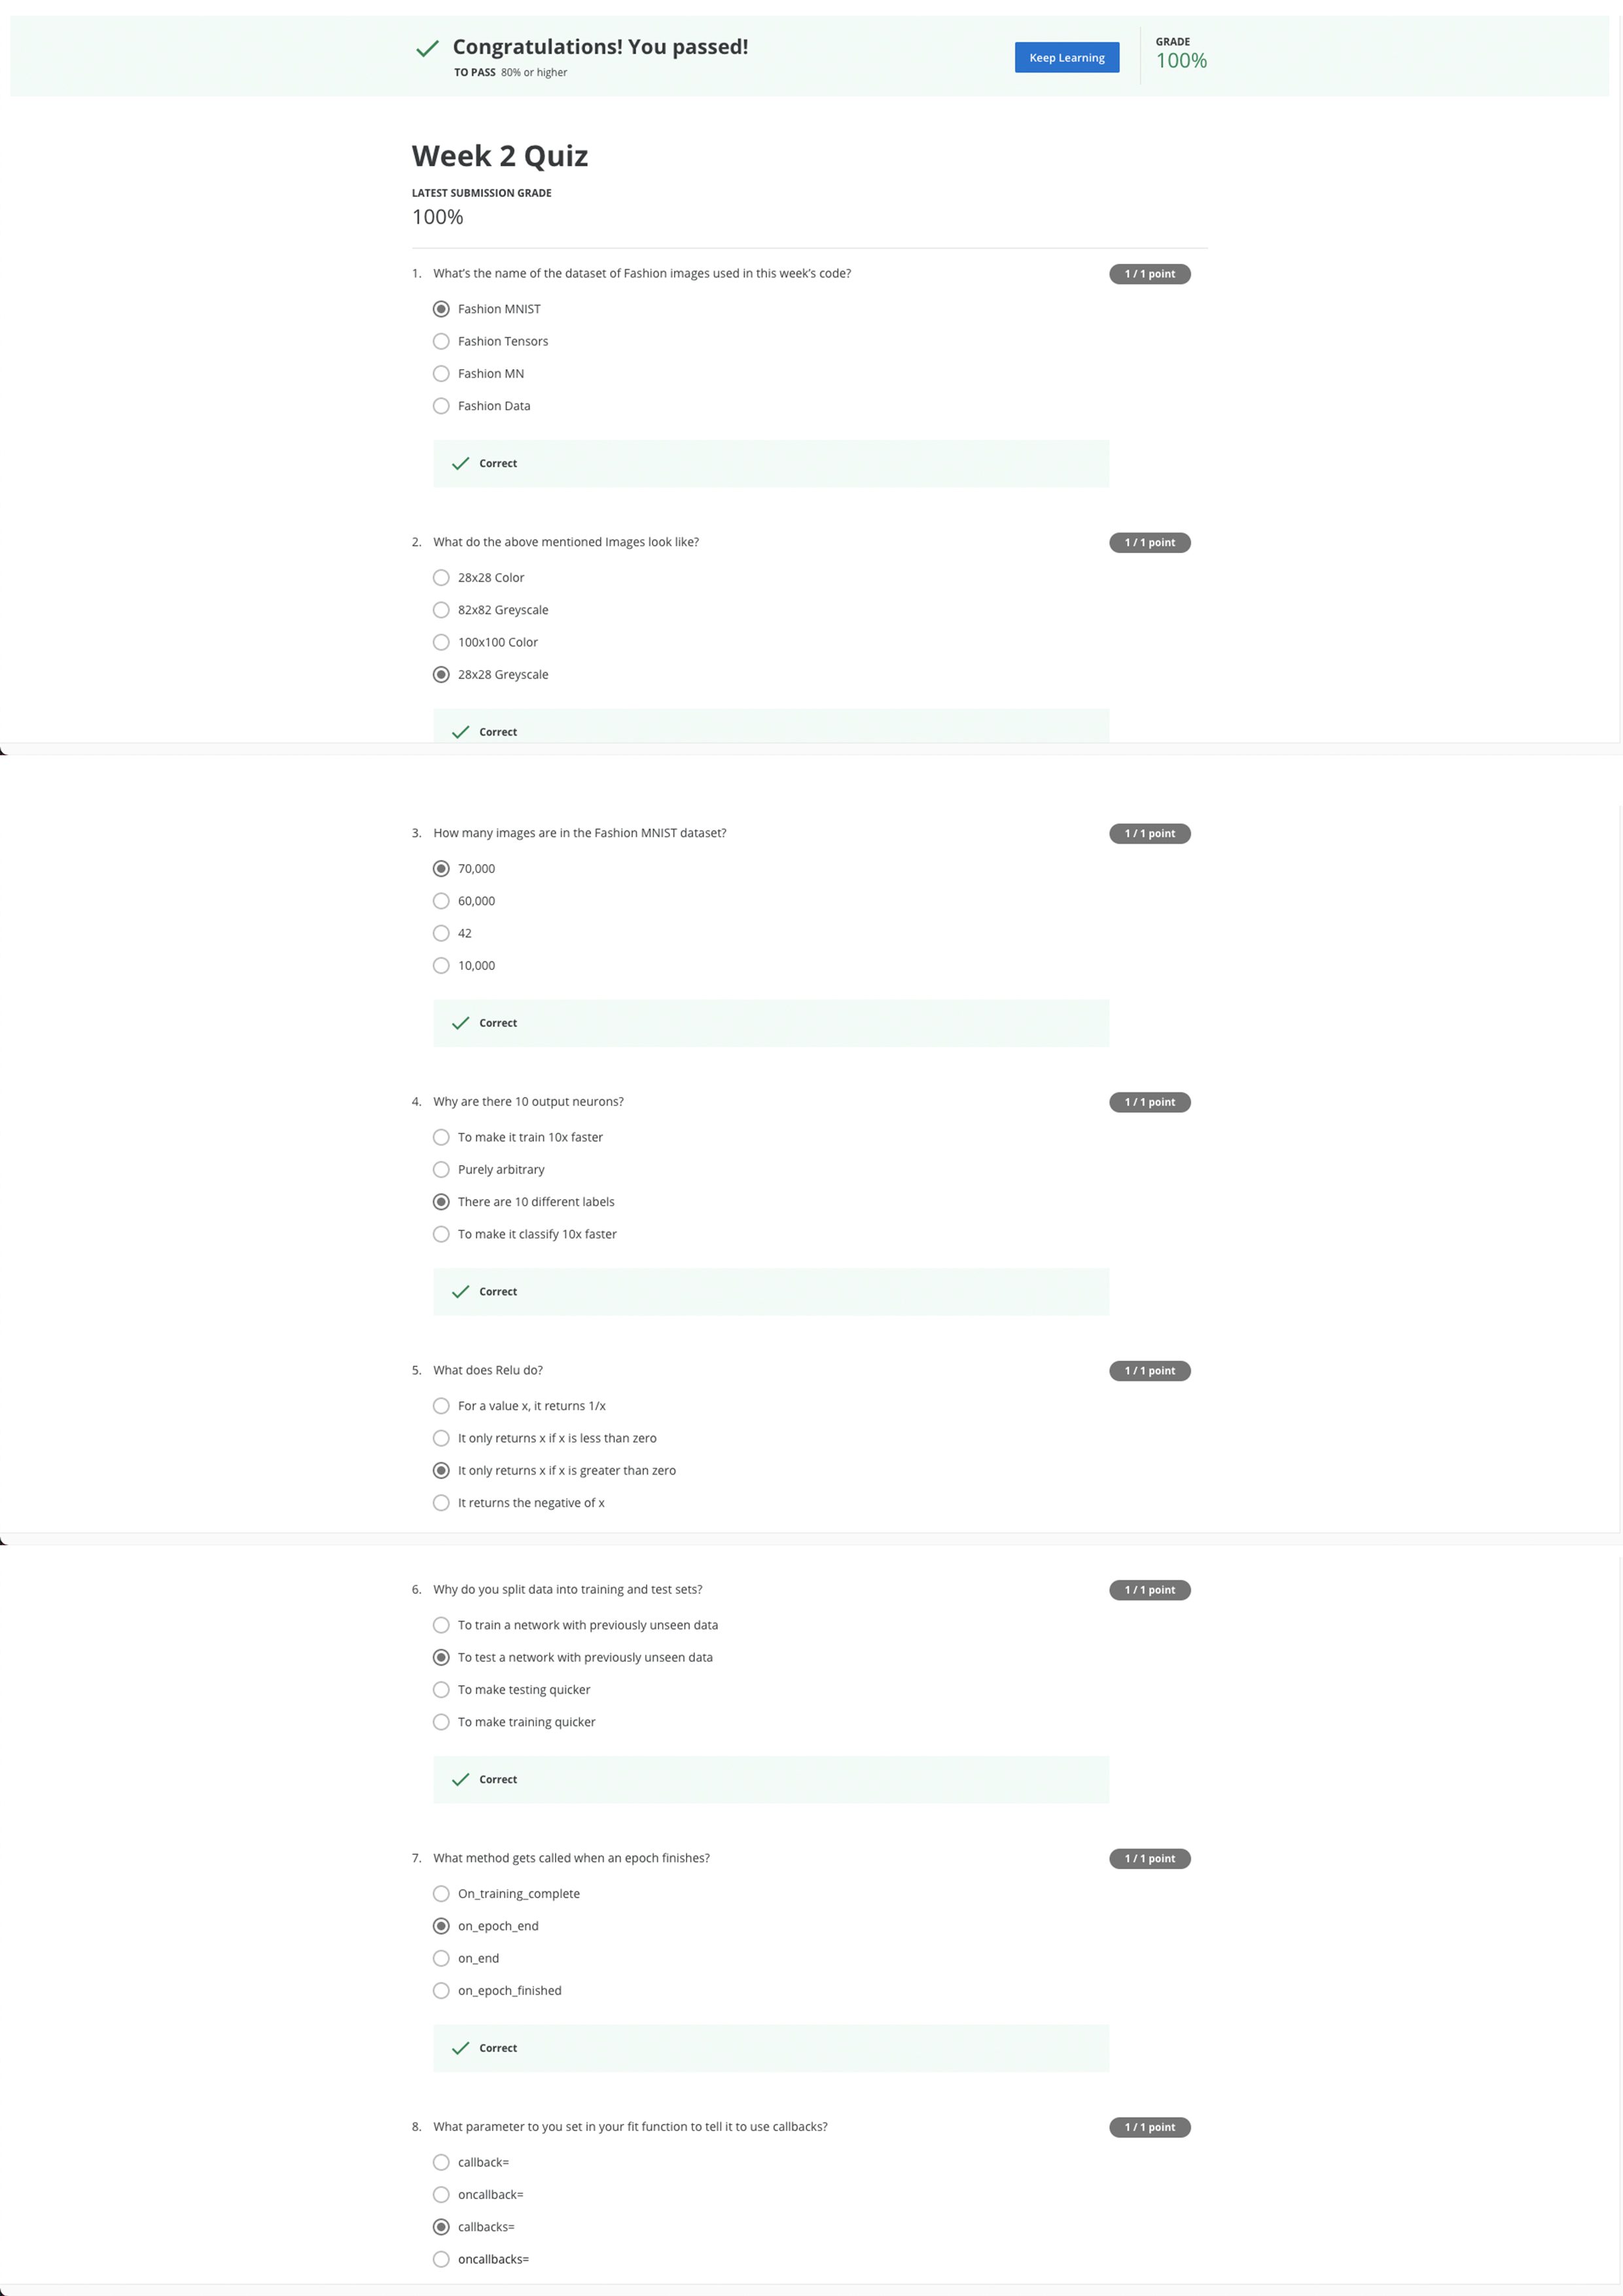 Congratulations! You passed!
TO PASS 80% or higher
Keep Learning
GRADE
100%
Week 2 Quiz
LATEST SUBMISSION GRADE
100%
1. What's the name of the dataset of Fashion images used in this week's code?
1 / 1 point
Fashion MNIST
Fashion Tensors
Fashion MN
Fashion Data
Correct
2. What do the above mentioned Images look like?
1 / 1 point
28x28 Color
82x82 Greyscale
100x100 Color
28x28 Greyscale
Correct
3. How many images are in the Fashion MNIST dataset?
1 / 1 point
70,000
60,000
42
10,000
Correct
4. Why are there 10 output neurons?
1 / 1 point
To make it train 10x faster
Purely arbitrary
There are 10 different labels
To make it classify 10x faster
Correct
5. What does Relu do?
1 / 1 point
For a value x, it returns 1/x
It only returns x if x is less than zero
It only returns x if x is greater than zero
It returns the negative of x
6. Why do you split data into training and test sets?
1 / 1 point
To train a network with previously unseen data
To test a network with previously unseen data
To make testing quicker
To make training quicker
Correct
7. What method gets called when an epoch finishes?
1 / 1 point
On_training_complete
on_epoch_end
on_end
on_epoch_finished
Correct
8. What parameter to you set in your fit function to tell it to use callbacks?
1 / 1 point
callback=
oncallback=
callbacks=
oncallbacks=